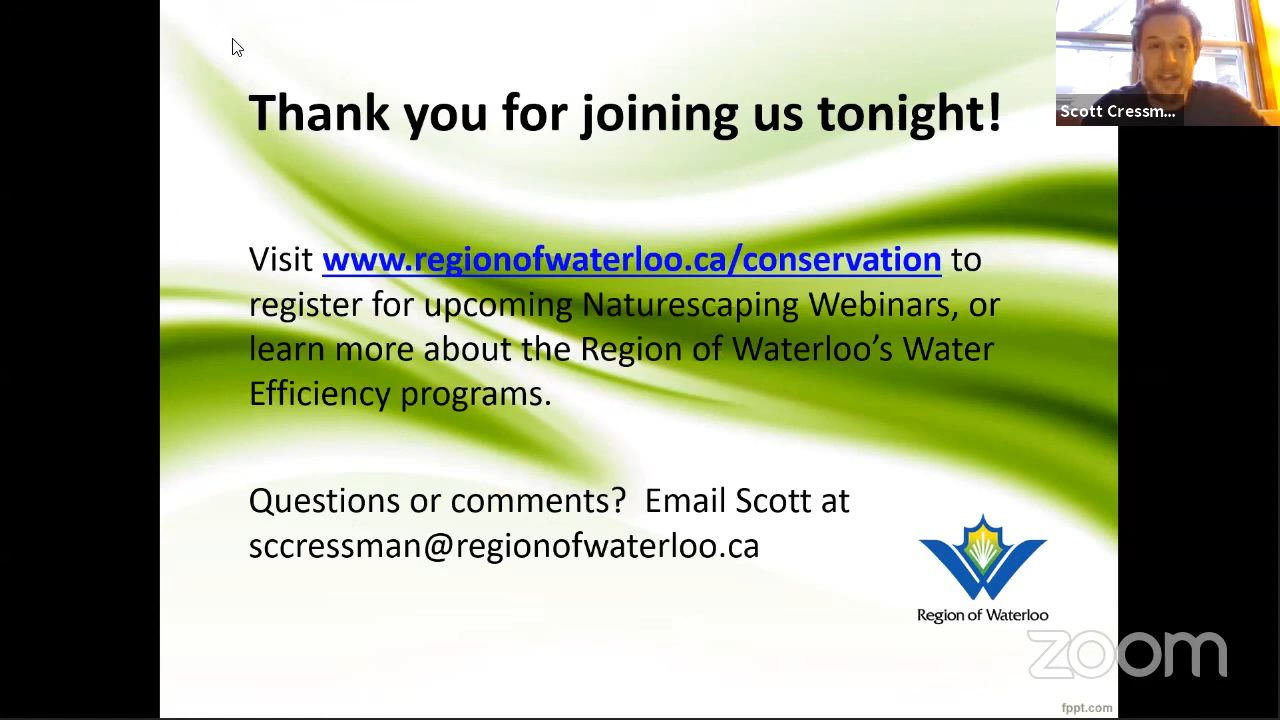 Thank you for joining us tonight!
Scott Cressm...
Visit www.regionofwaterloo.ca/conservation to
register for upcoming Naturescaping Webinars, or
learn more about the Region of Waterloo’s Water
Efficiency programs.
Questions or comments?  Email Scott at
sccressman@regionofwaterloo.ca
Region of Waterloo
zoom
fppt.com